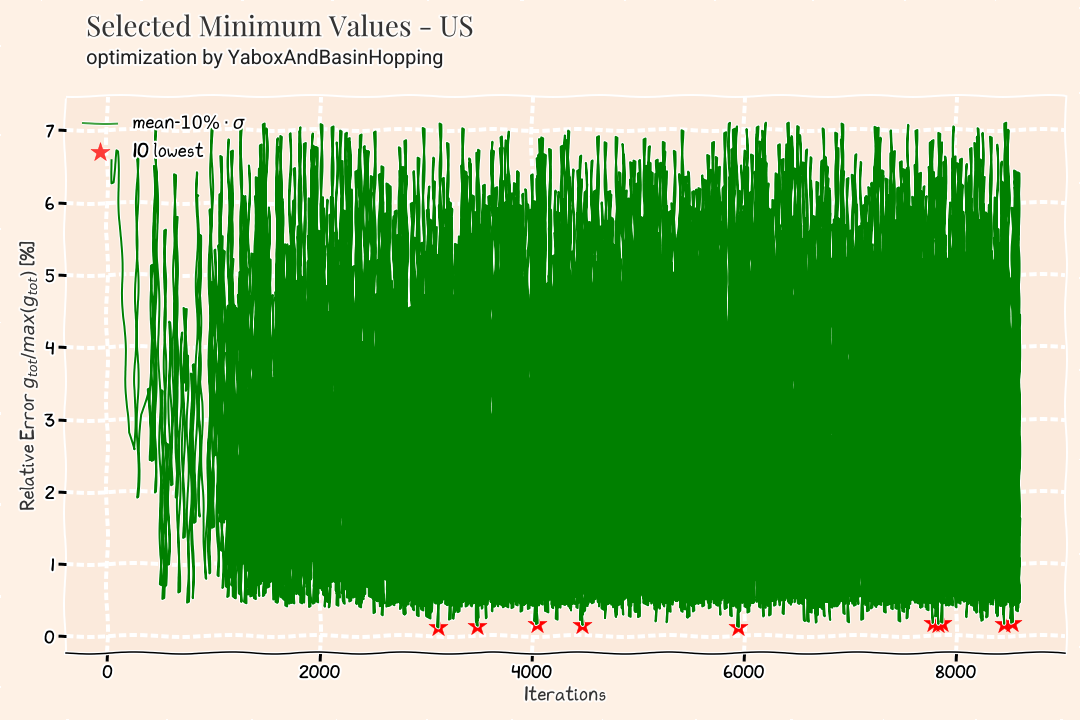 Selected Minimum Values - US
optimization by YaboxAndBasinHopping
mean-10% · σ
10 lowest
Relative Error g_tot/max(g_tot) [%]
7
6
5
4
3
2
1
0
0 2000 4000 6000 8000
Iterations